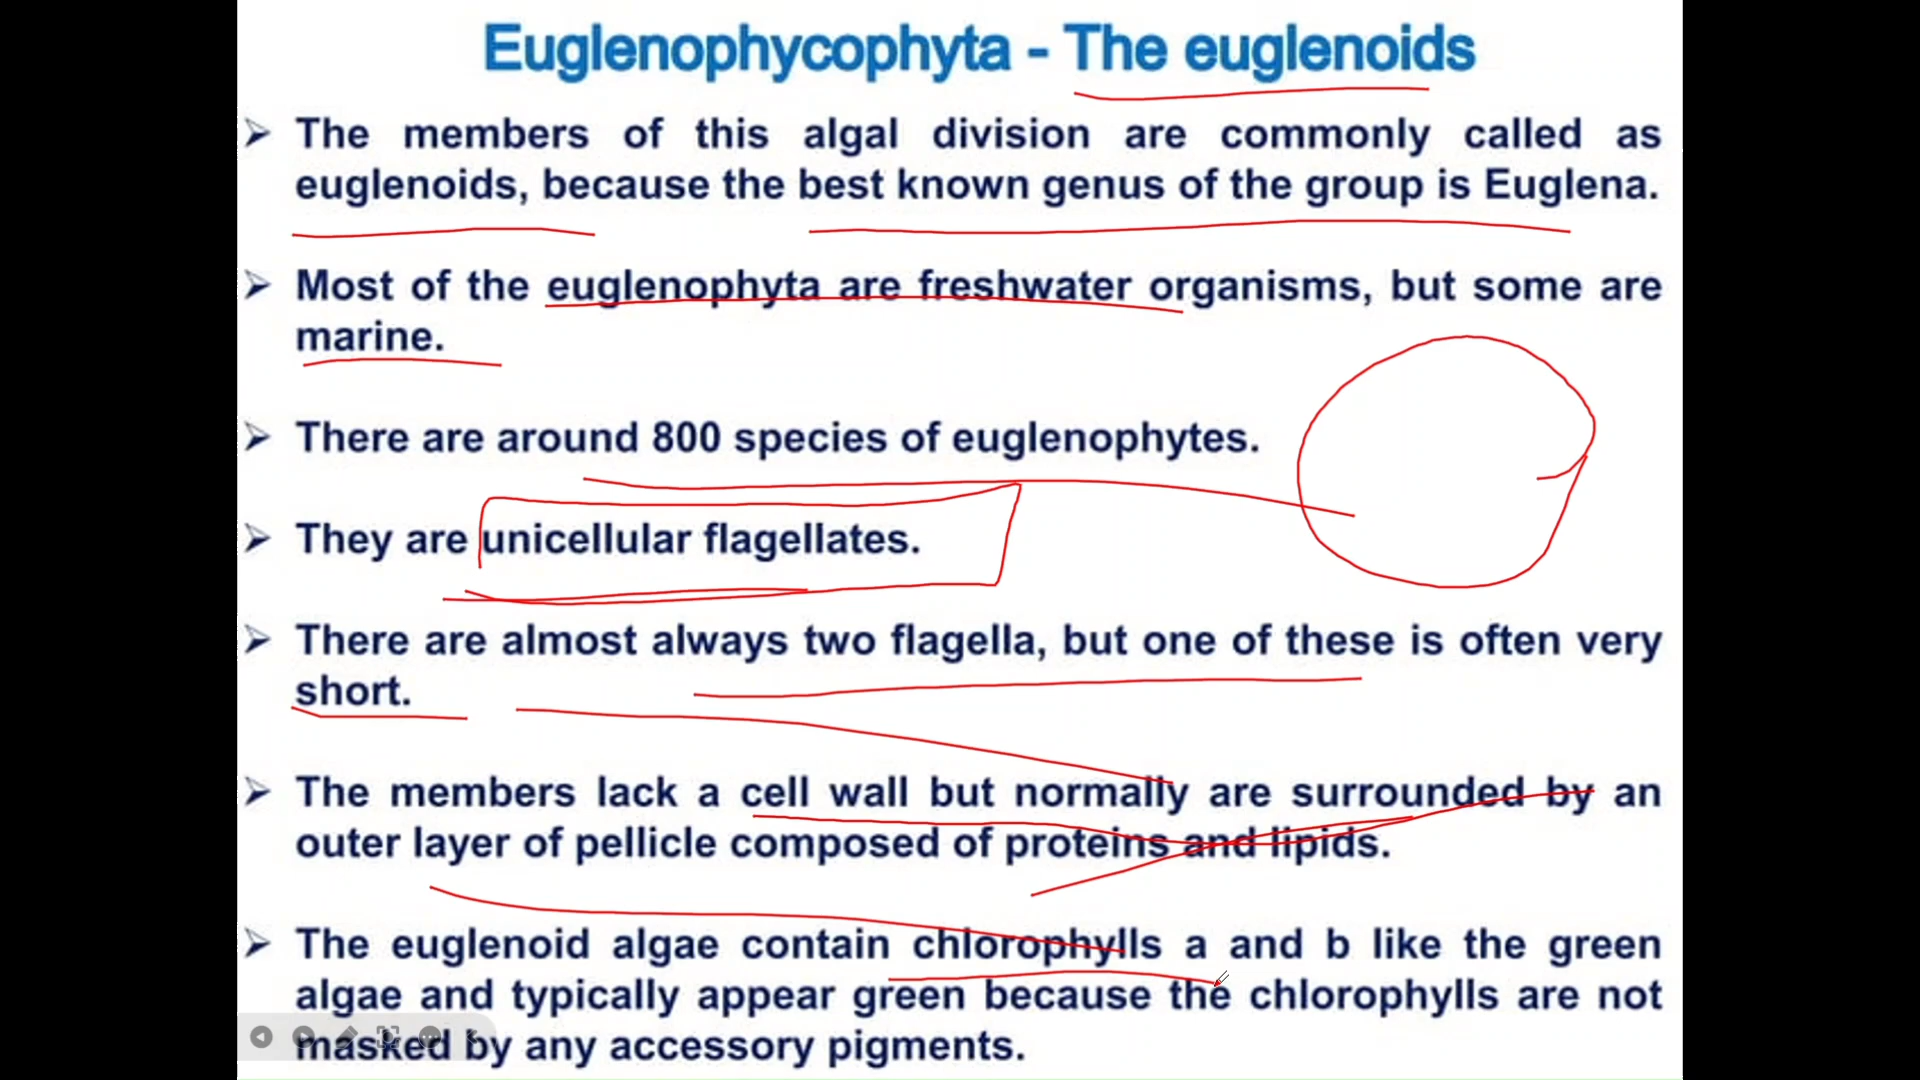 Euglenophycophyta - The euglenoids
The members of this algal division are commonly called as
euglenoids, because the best known genus of the group is Euglena.
Most of the euglenophyta are freshwater organisms, but some are
marine.
There are around 800 species of euglenophytes.
They are unicellular flagellates.
There are almost always two flagella, but one of these is often very
short.
The members lack a cell wall but normally are surrounded by an
outer layer of pellicle composed of proteins and lipids.
The euglenoid algae contain chlorophylls a and b like the green
algae and typically appear green because the chlorophylls are not
masked by any accessory pigments.